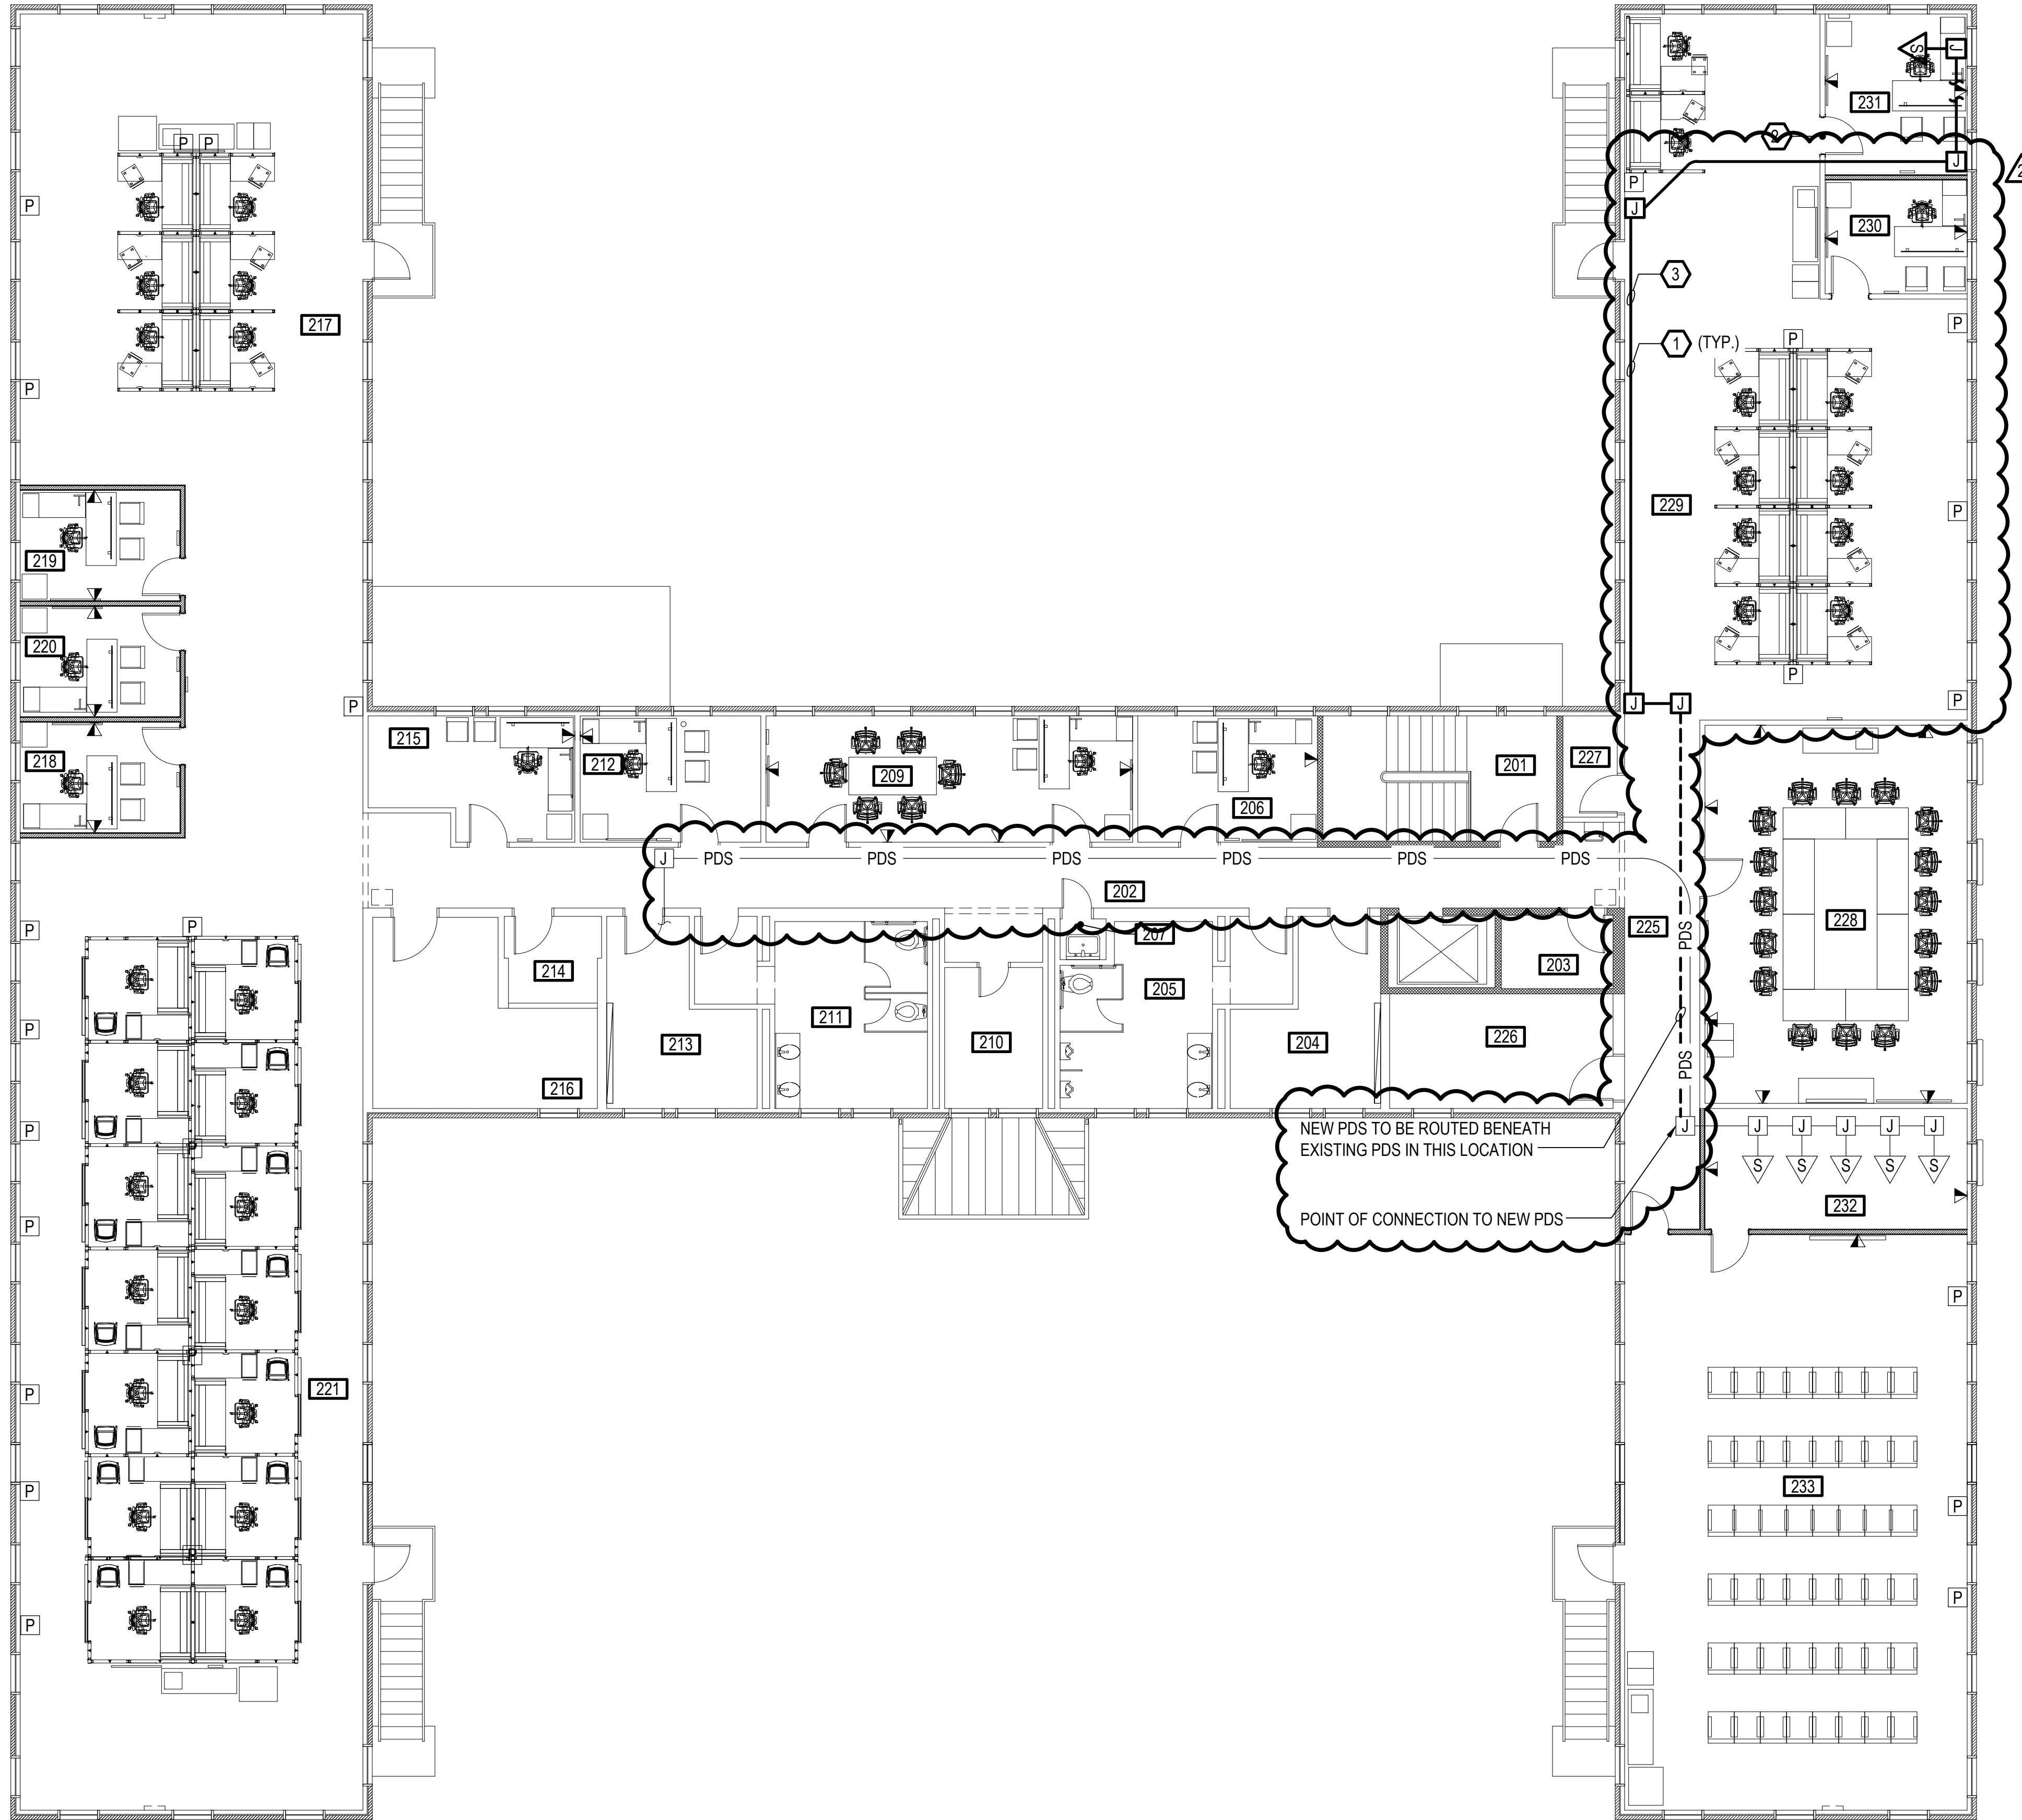 J
S
231
2
J
P P
2
P
P
J
230
3
217
P
P
1 (TYP.)
P
P
229
P
219
220
P
P
P
J J
215
218
212
209
206
201
227
J PDS PDS PDS PDS PDS PDS
202
P
P
225
228
207
PDS
214
203
205
211
213
210
204
226
P
PDS
216
NEW PDS TO BE ROUTED BENEATH
EXISTING PDS IN THIS LOCATION
J J J J J J
P
S S S S S
232
POINT OF CONNECTION TO NEW PDS
P
P
221
P
233
P
P
P
P